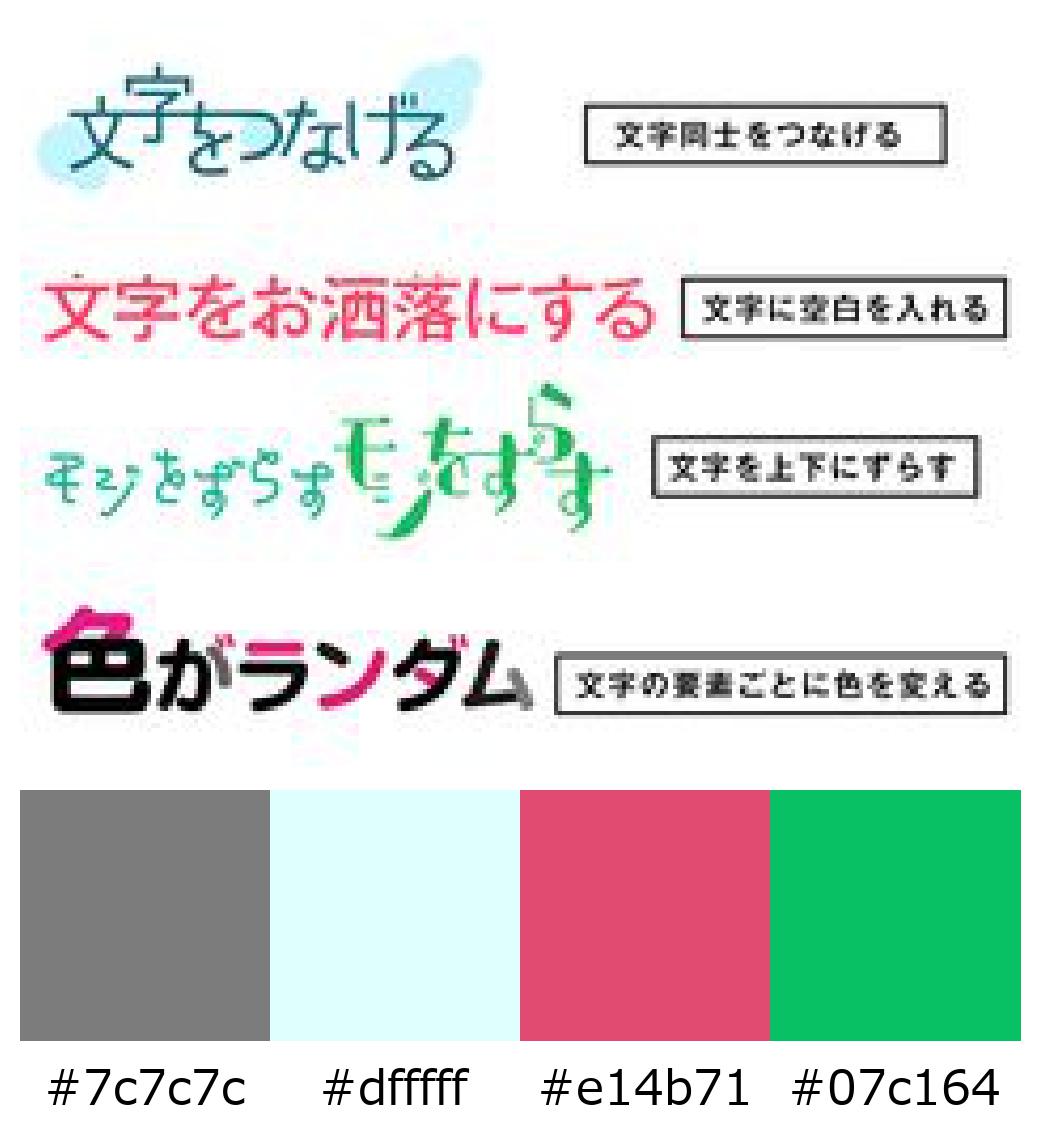 文字をつなげる
文字同士をつなげる
文字をお洒落にする
文字に空白を入れる
モジをずらす モジをずらす
文字を上下にずらす
色がランダム
文字の要素ごとに色を変える
#7c7c7c #dfffff #e14b71 #07c164